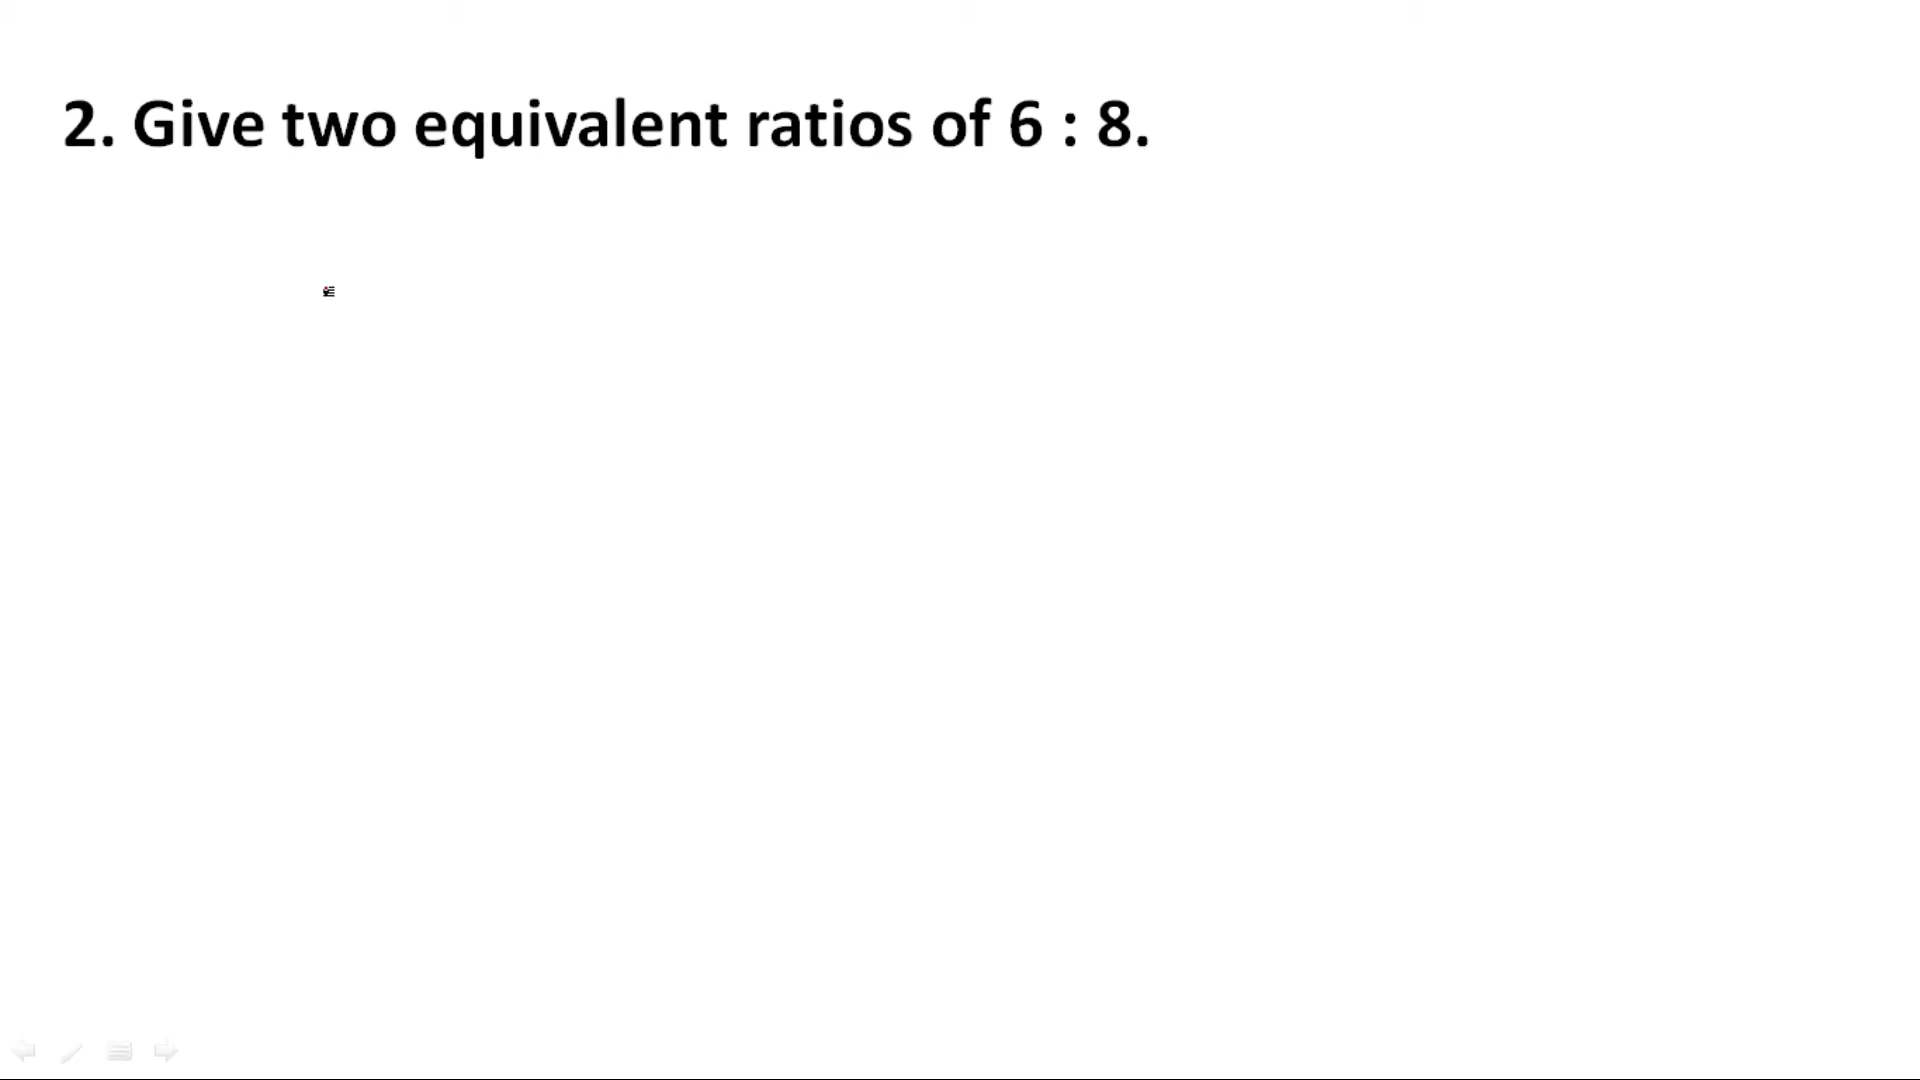 2. Give two equivalent ratios of 6 : 8.